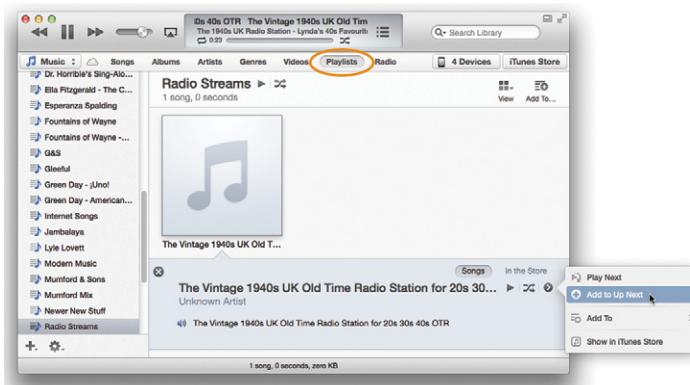 0s 40s OTR The Vintage 1940s UK Old Tim
The 1940s UK Radio Station - Lynda's 40s Favourit
0:23
Search Library
Music
Songs
Albums
Artists
Genres
Videos
Playlists
Radio
4 Devices
iTunes Store
Dr. Horrible's Sing-Alo...
Ella Fitzgerald - The C...
Esperanza Spalding
Fountains of Wayne
Fountains of Wayne -...
G&S
Gleeful
Green Day - ¡Uno!
Green Day - American...
Internet Songs
Jambalaya
Lyle Lovett
Modern Music
Mumford & Sons
Mumford Mix
Newer New Stuff
Radio Streams
Radio Streams
1 song, 0 seconds
View
Add To...
The Vintage 1940s UK Old T...
Songs
In the Store
The Vintage 1940s UK Old Time Radio Station for 20s 30...
Unknown Artist
The Vintage 1940s UK Old Time Radio Station for 20s 30s 40s OTR
Play Next
Add to Up Next
Add To
Show in iTunes Store
1 song, 0 seconds, zero KB